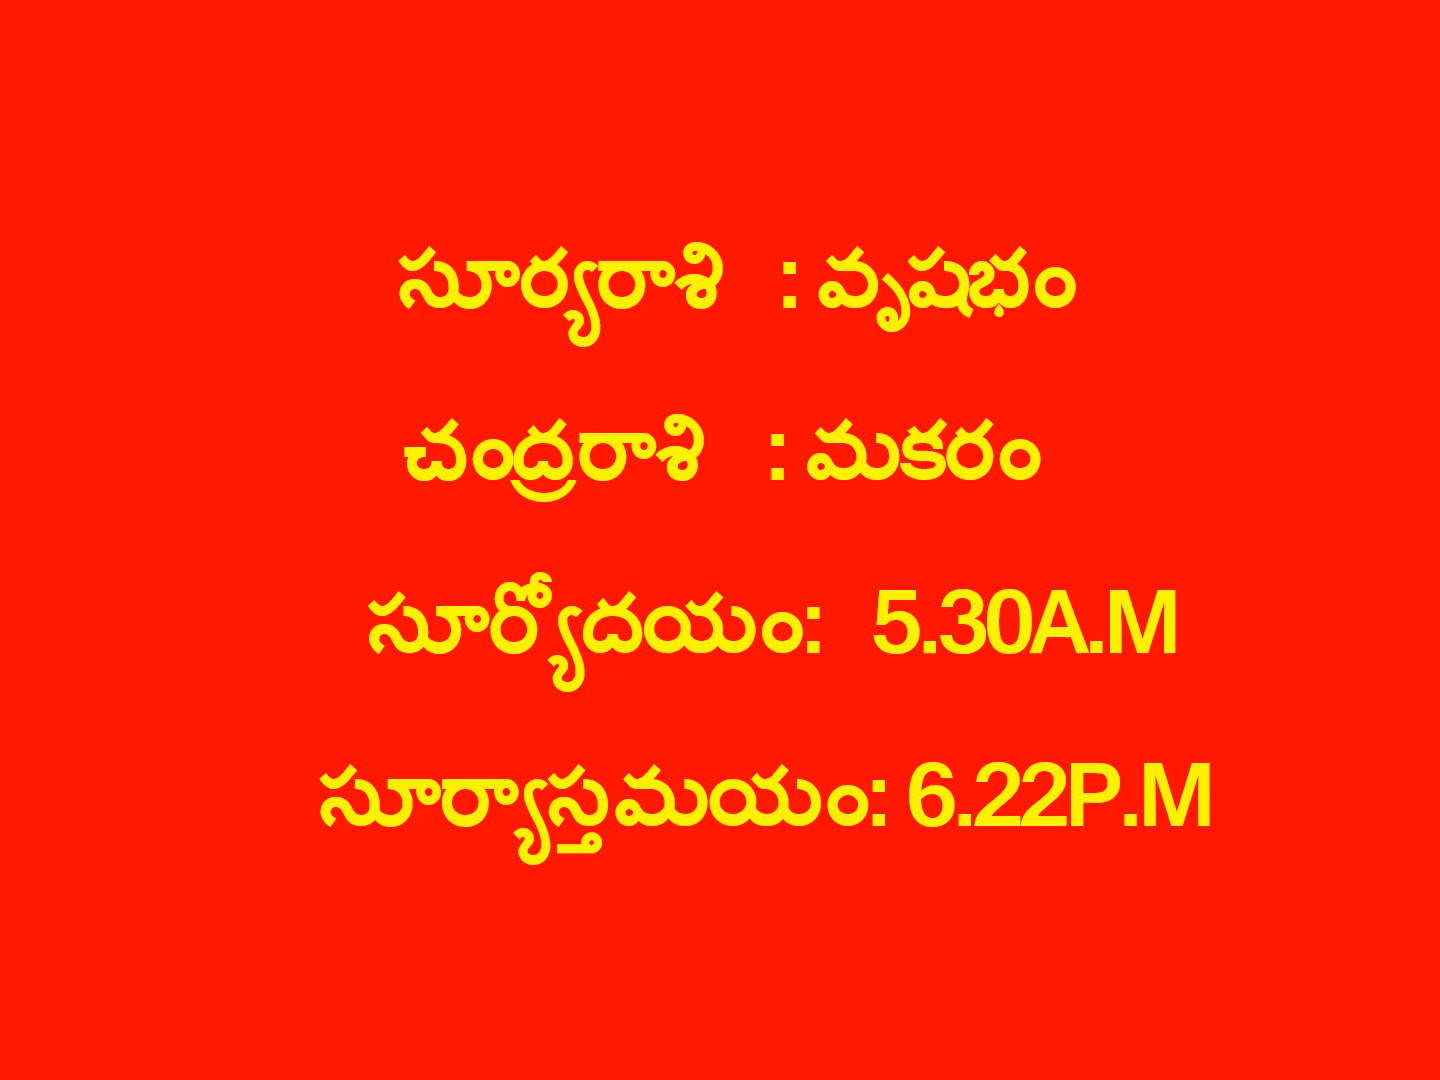 సూర్యరాశి : వృషభం
చంద్రరాశి : మకరం
సూర్యోదయం: 5.30A.M
సూర్యాస్తమయం: 6.22P.M